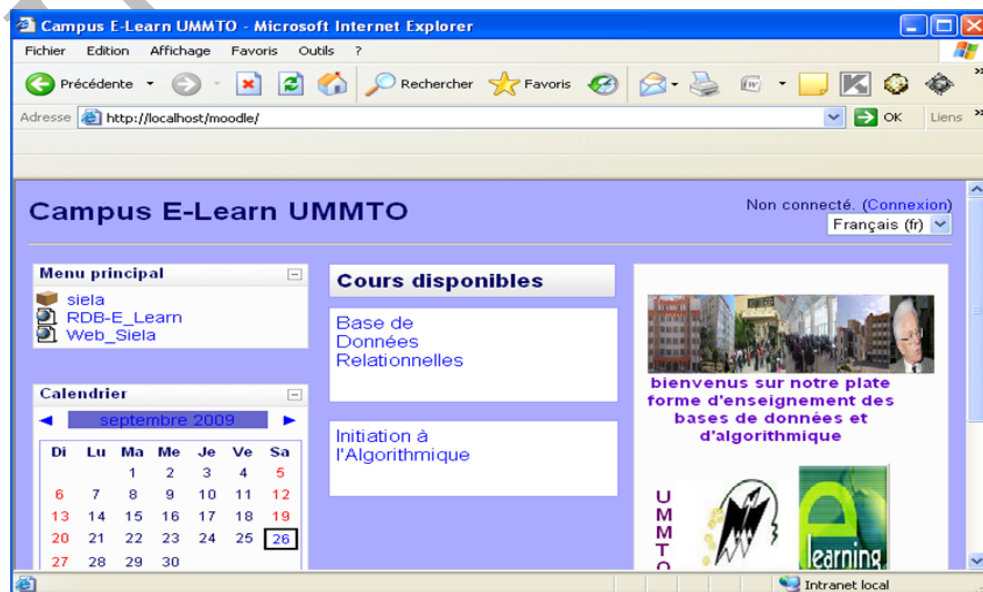 Campus E-Learn UMMTO - Microsoft Internet Explorer
Fichier Edition Affichage Favoris Outils ?
Précédente Rechercher Favoris
Adresse http://localhost/moodle/ OK Liens
Campus E-Learn UMMTO
Non connecté. (Connexion)
Français (fr)
Menu principal
siela
RDB-E_Learn
Web_Siela
Calendrier
septembre 2009
Di Lu Ma Me Je Ve Sa
1 2 3 4 5
6 7 8 9 10 11 12
13 14 15 16 17 18 19
20 21 22 23 24 25 26
27 28 29 30
Cours disponibles
Base de
Données
Relationnelles
Initiation à
l'Algorithmique
bienvenus sur notre plate
forme d'enseignement des
bases de données et
d'algorithmique
U
M
M
T
O
learning
Intranet local